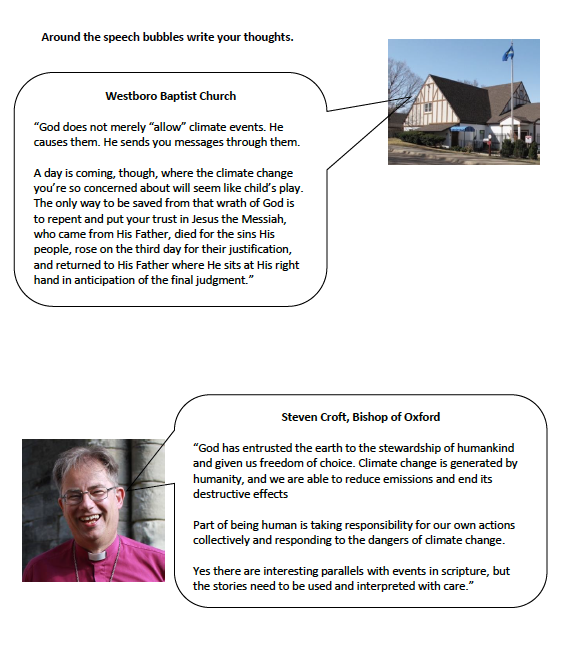 Around the speech bubbles write your thoughts.
Westboro Baptist Church
“God does not merely “allow” climate events. He
causes them. He sends you messages through them.
A day is coming, though, where the climate change
you’re so concerned about will seem like child’s play.
The only way to be saved from that wrath of God is
to repent and put your trust in Jesus the Messiah,
who came from His Father, died for the sins His
people, rose on the third day for their justification,
and returned to His Father where He sits at His right
hand in anticipation of the final judgment.”
Steven Croft, Bishop of Oxford
“God has entrusted the earth to the stewardship of humankind
and given us freedom of choice. Climate change is generated by
humanity, and we are able to reduce emissions and end its
destructive effects
Part of being human is taking responsibility for our own actions
collectively and responding to the dangers of climate change.
Yes there are interesting parallels with events in scripture, but
the stories need to be used and interpreted with care.”